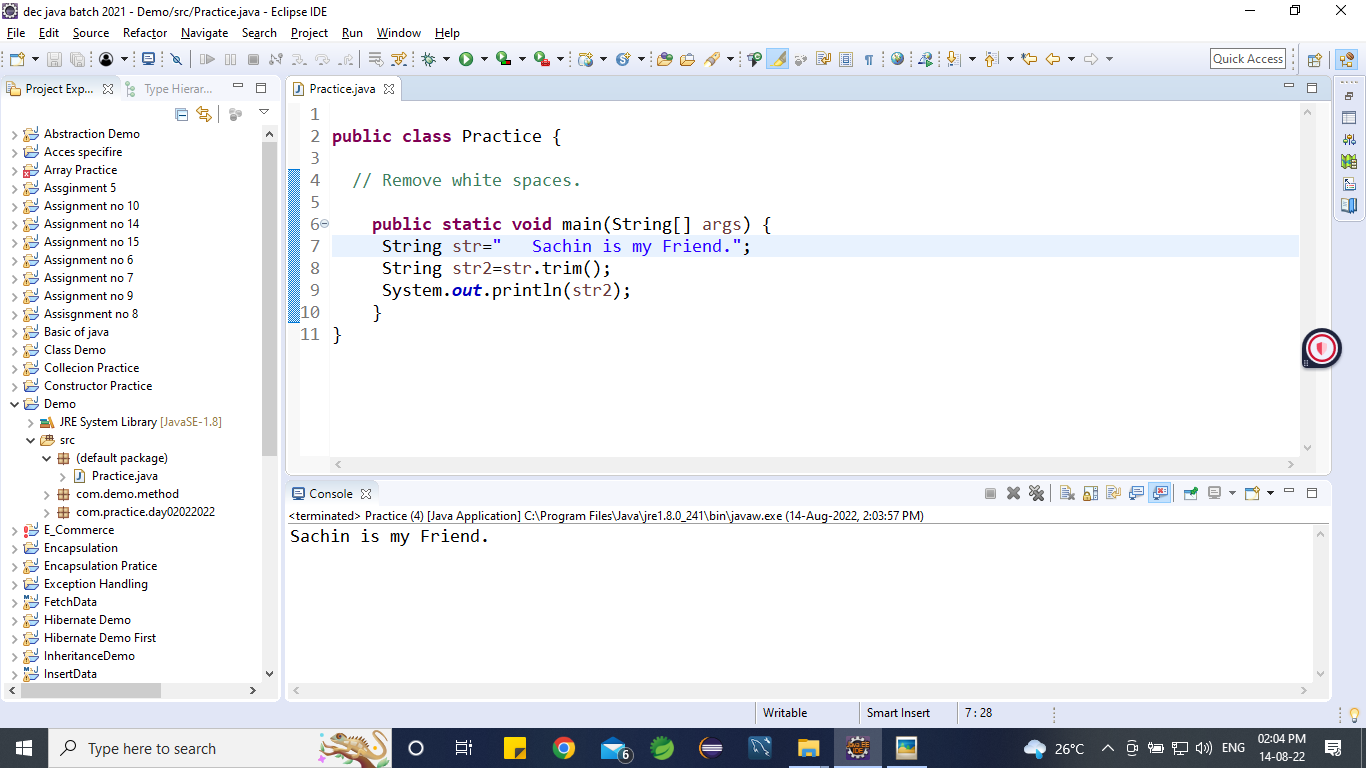 dec java batch 2021 - Demo/src/Practice.java - Eclipse IDE
File Edit Source Refactor Navigate Search Project Run Window Help
Quick Access
Project Exp... Type Hierar...
Abstraction Demo
Acces specifire
Array Practice
Assginment 5
Assignment no 10
Assignment no 14
Assignment no 15
Assignment no 6
Assignment no 7
Assignment no 9
Assisgnment no 8
Basic of java
Class Demo
Collecion Practice
Constructor Practice
Demo
JRE System Library [JavaSE-1.8]
src
(default package)
Practice.java
com.demo.method
com.practice.day02022022
E_Commerce
Encapsulation
Encapsulation Pratice
Exception Handling
FetchData
Hibernate Demo
Hibernate Demo First
InheritanceDemo
InsertData
Practice.java
1
2 public class Practice {
3
4 // Remove white spaces.
5
6 public static void main(String[] args) {
7 String str="   Sachin is my Friend.";
8 String str2=str.trim();
9 System.out.println(str2);
10 }
11 }
Console
<terminated> Practice (4) [Java Application] C:\Program Files\Java\jre1.8.0_241\bin\javaw.exe (14-Aug-2022, 2:03:57 PM)
Sachin is my Friend.
Writable Smart Insert 7 : 28
Type here to search
6
26°C
ENG
02:04 PM
14-08-22